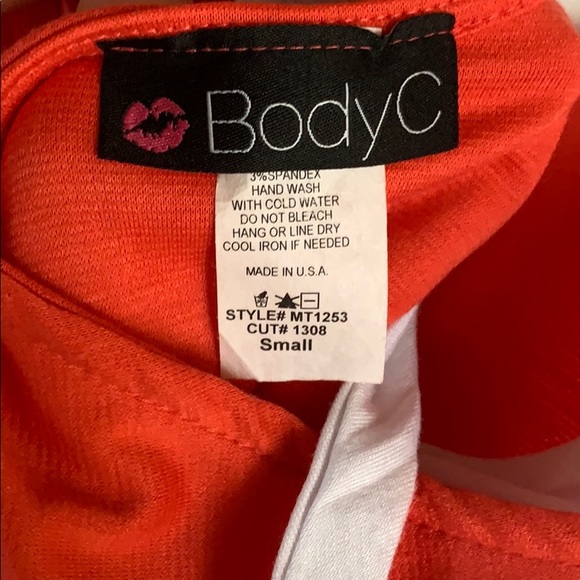 BodyC
3%SPANDEX
HAND WASH
WITH COLD WATER
DO NOT BLEACH
HANG OR LINE DRY
COOL IRON IF NEEDED
MADE IN U.S.A.
STYLE# MT1253
CUT# 1308
Small